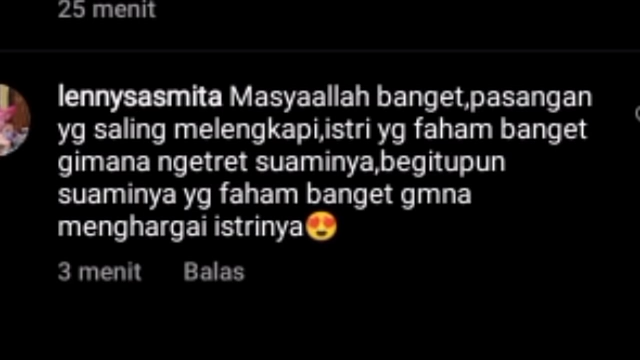 25 menit
lennysasmita Masyaallah banget,pasangan
yg saling melengkapi,istri yg faham banget
gimana ngetret suaminya,begitupun
suaminya yg faham banget gmna
menghargai istrinya😍
3 menit Balas